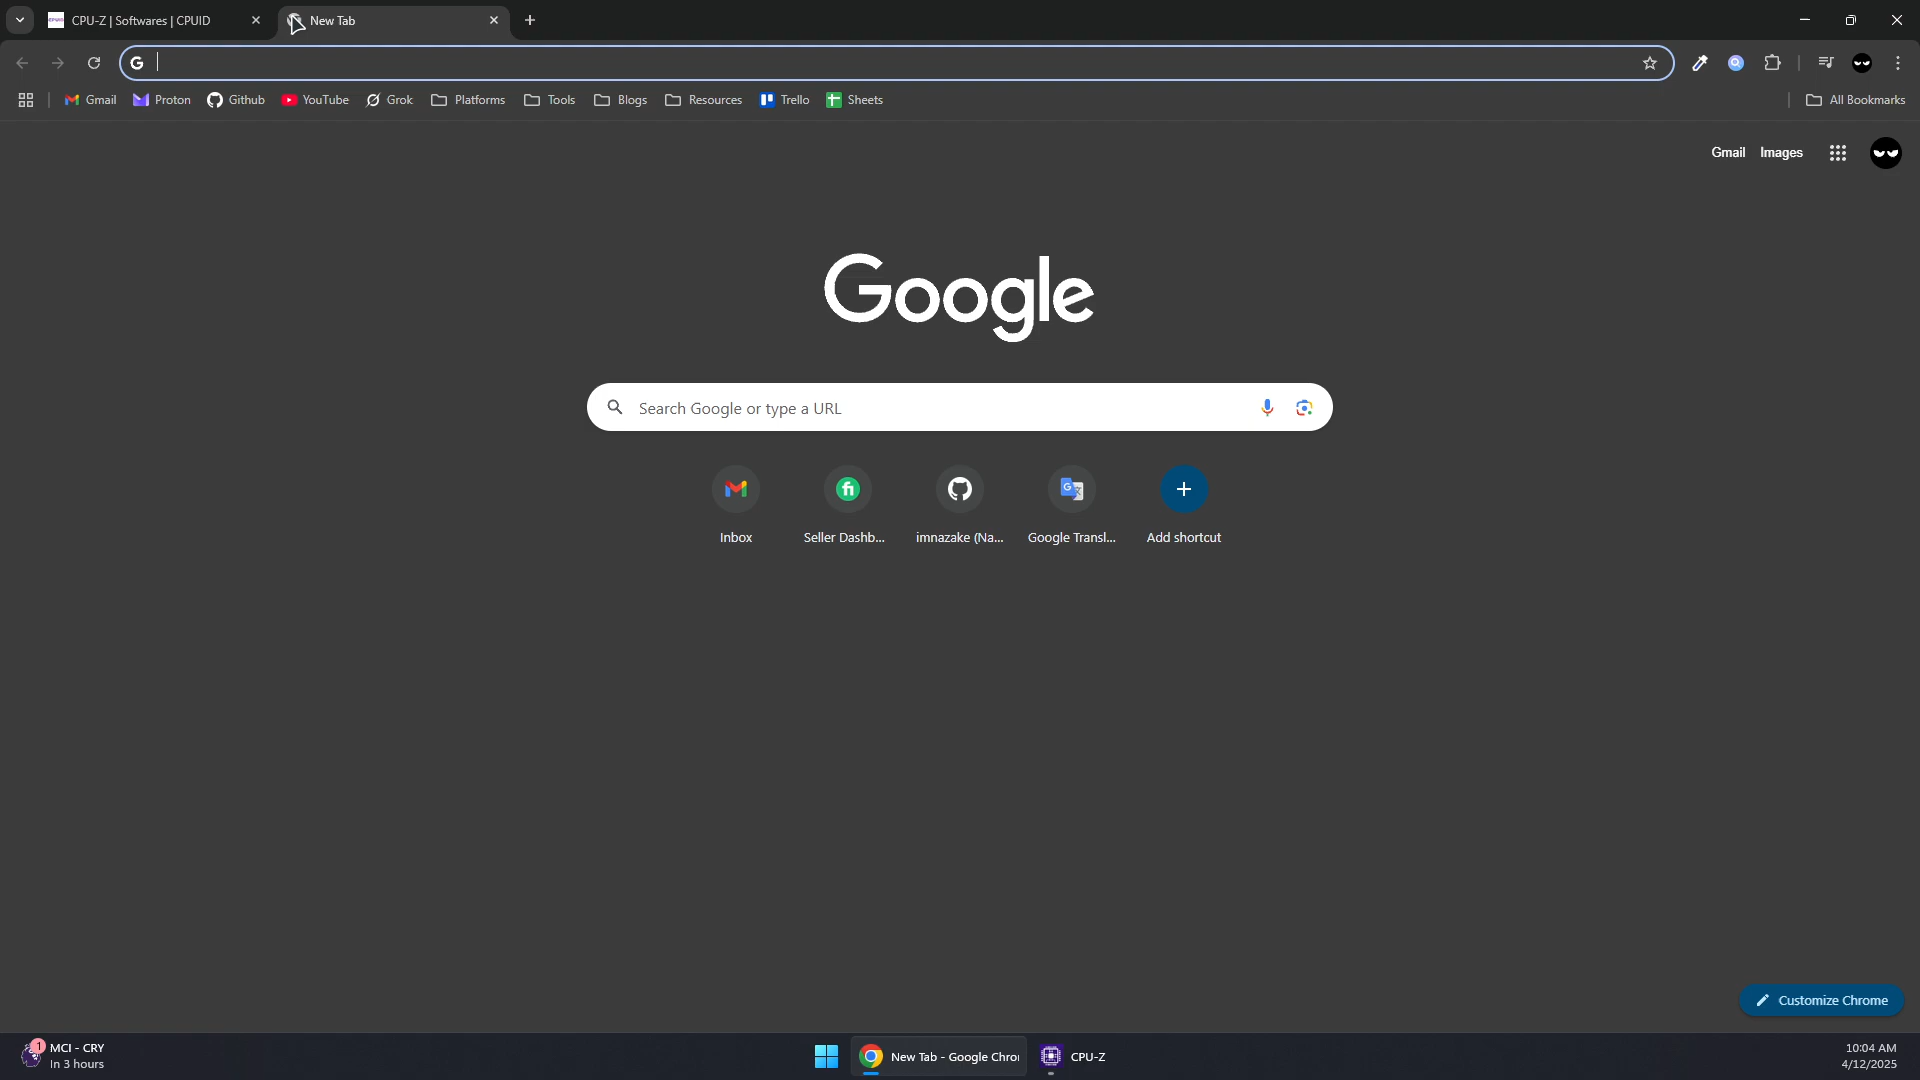 CPU-Z | Softwares | CPUID
New Tab
Gmail
Proton
Github
YouTube
Grok
Platforms
Tools
Blogs
Resources
Trello
Sheets
All Bookmarks
Gmail
Images
Google
Search Google or type a URL
Inbox
Seller Dashb...
imnazake (Na...
Google Transl...
Add shortcut
Customize Chrome
1
MCI - CRY
In 3 hours
New Tab - Google Chro
CPU-Z
10:04 AM
4/12/2025